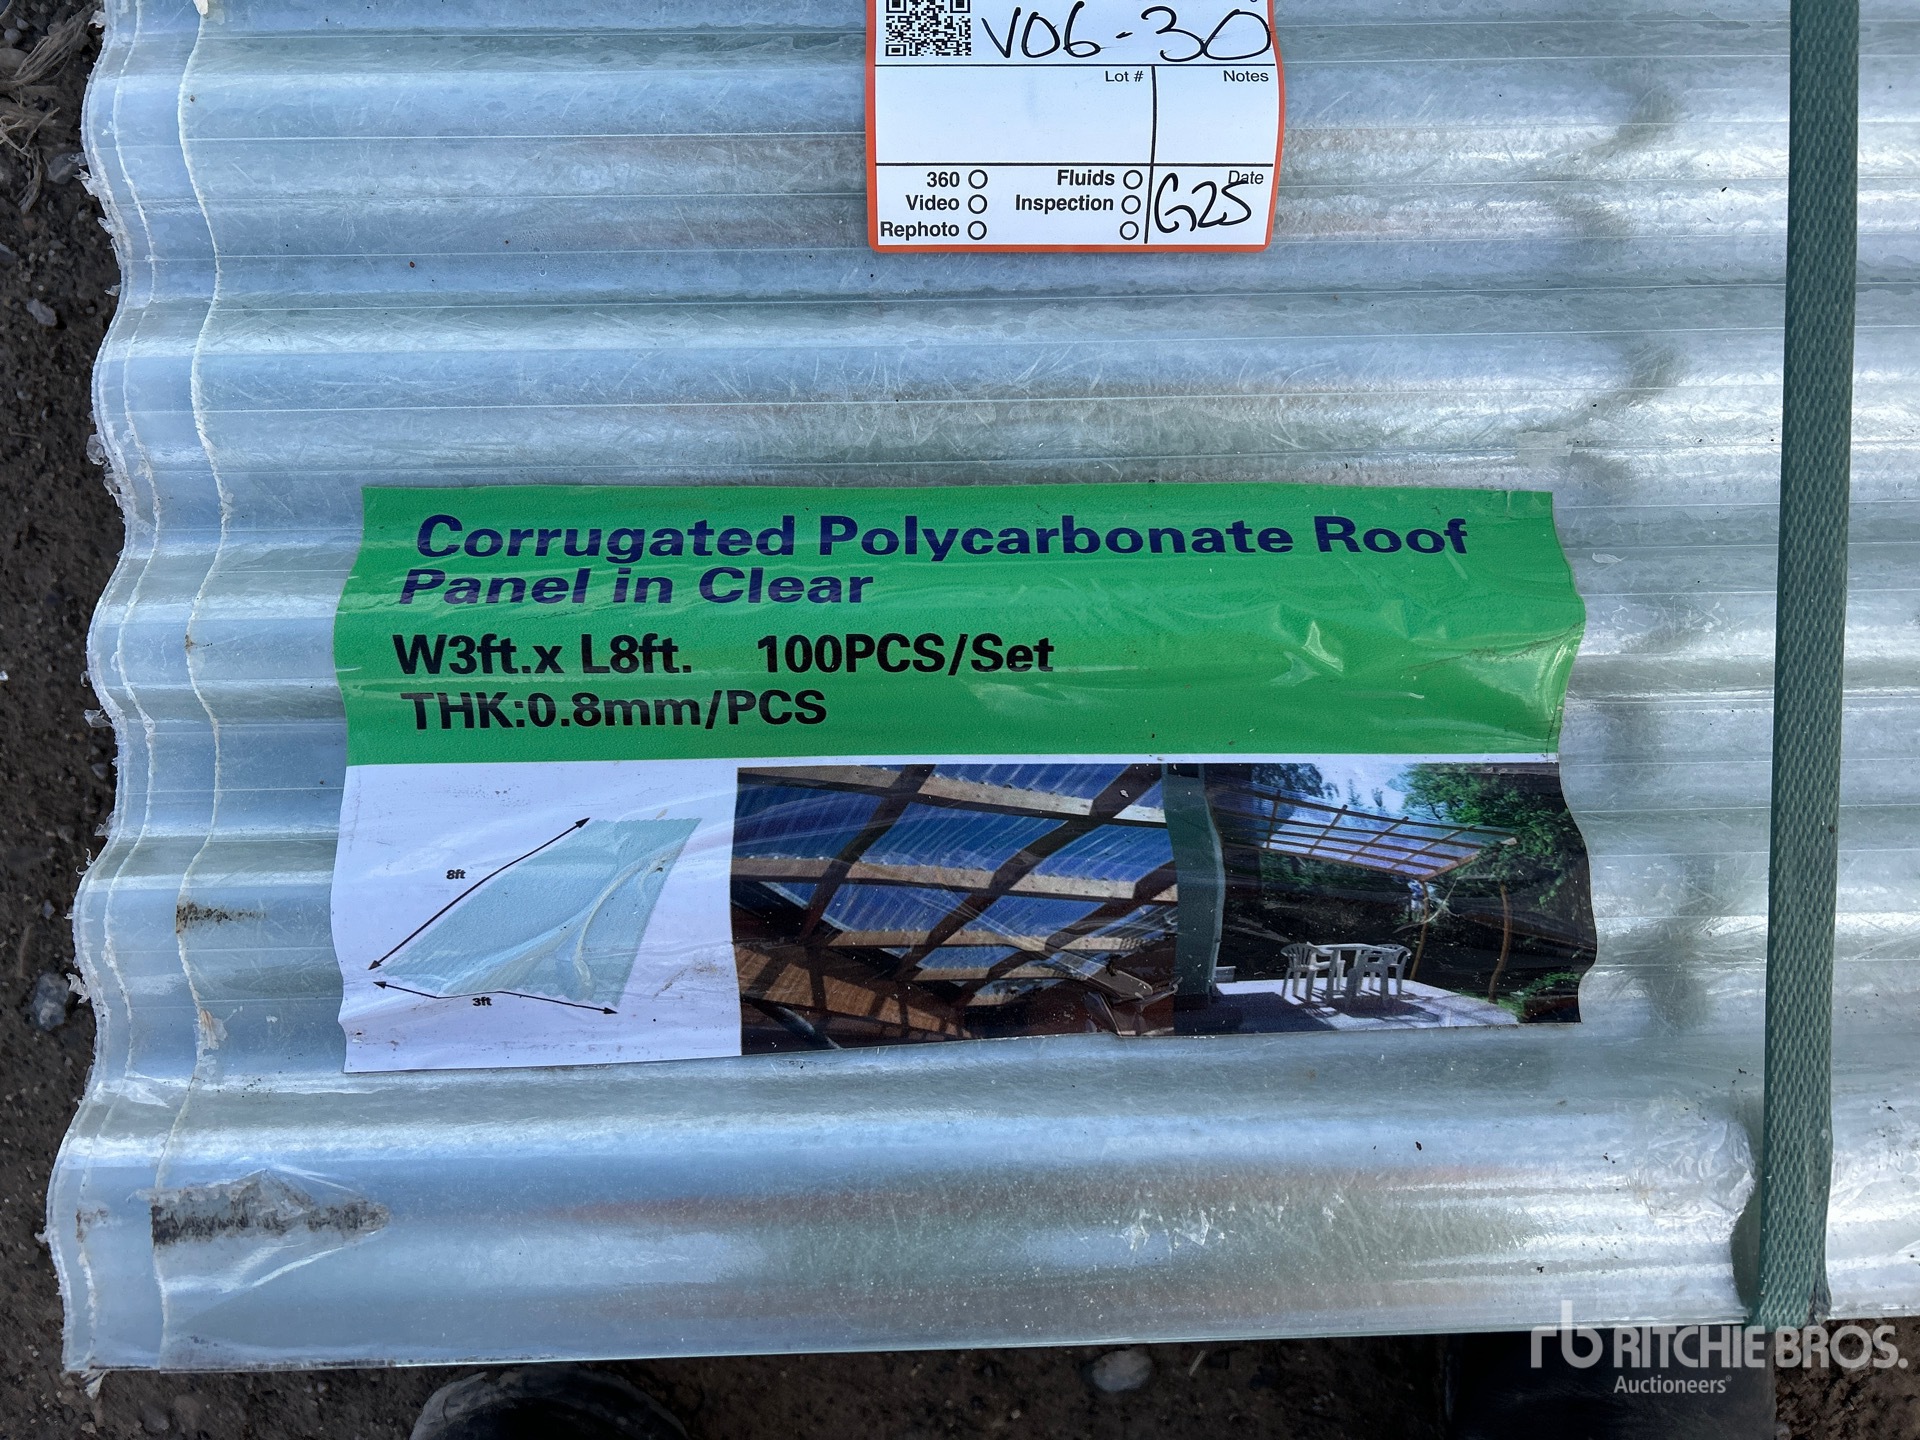 V06-30
Lot # Notes
360 Fluids Date
Video Inspection G25
Rephoto
Corrugated Polycarbonate Roof
Panel in Clear
W3ft.x L8ft. 100PCS/Set
THK:0.8mm/PCS
8ft
3ft
rb RITCHIE BROS.
Auctioneers®